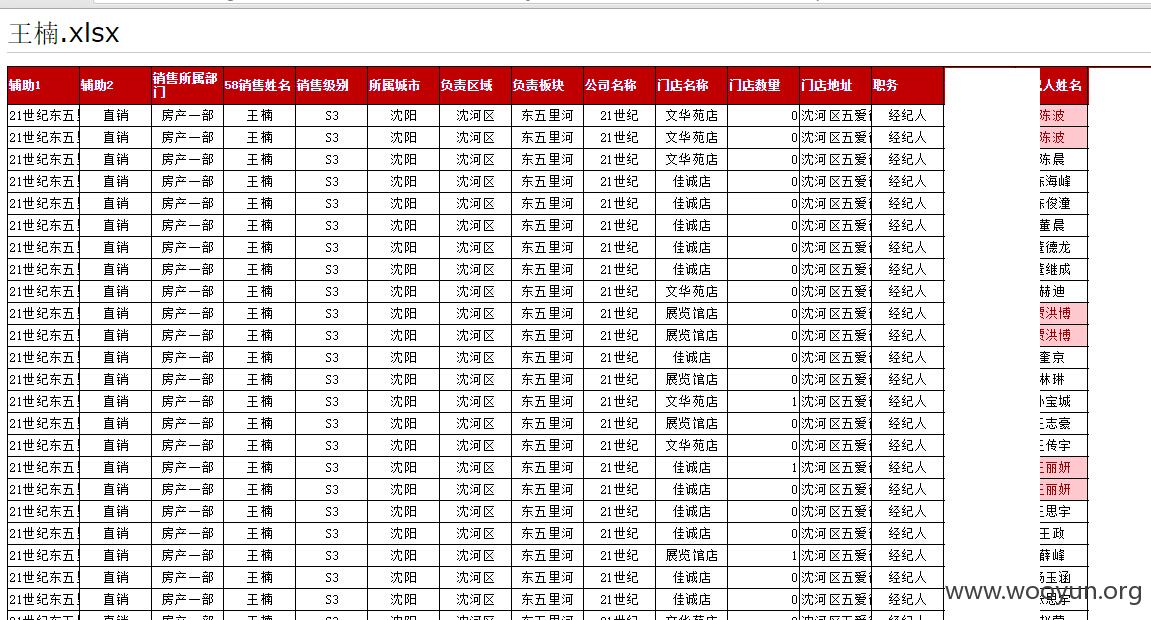 王楠.xlsx
辅助1 辅助2 销售所属部门 58销售姓名 销售级别 所属城市 负责区域 负责板块 公司名称 门店名称 门店数量 门店地址 职务 人姓名
21世纪东五 直销 房产一部 王楠 S3 沈阳 沈河区 东五里河 21世纪 文华苑店 0 沈河区五爱 经纪人 陈波
21世纪东五 直销 房产一部 王楠 S3 沈阳 沈河区 东五里河 21世纪 文华苑店 0 沈河区五爱 经纪人 陈波
21世纪东五 直销 房产一部 王楠 S3 沈阳 沈河区 东五里河 21世纪 文华苑店 0 沈河区五爱 经纪人 陈晨
21世纪东五 直销 房产一部 王楠 S3 沈阳 沈河区 东五里河 21世纪 佳诚店 0 沈河区五爱 经纪人 海峰
21世纪东五 直销 房产一部 王楠 S3 沈阳 沈河区 东五里河 21世纪 佳诚店 0 沈河区五爱 经纪人 俊潼
21世纪东五 直销 房产一部 王楠 S3 沈阳 沈河区 东五里河 21世纪 佳诚店 0 沈河区五爱 经纪人 董晨
21世纪东五 直销 房产一部 王楠 S3 沈阳 沈河区 东五里河 21世纪 佳诚店 0 沈河区五爱 经纪人 德龙
21世纪东五 直销 房产一部 王楠 S3 沈阳 沈河区 东五里河 21世纪 佳诚店 0 沈河区五爱 经纪人 继成
21世纪东五 直销 房产一部 王楠 S3 沈阳 沈河区 东五里河 21世纪 文华苑店 0 沈河区五爱 经纪人 赫迪
21世纪东五 直销 房产一部 王楠 S3 沈阳 沈河区 东五里河 21世纪 展览馆店 0 沈河区五爱 经纪人 洪博
21世纪东五 直销 房产一部 王楠 S3 沈阳 沈河区 东五里河 21世纪 展览馆店 0 沈河区五爱 经纪人 洪博
21世纪东五 直销 房产一部 王楠 S3 沈阳 沈河区 东五里河 21世纪 佳诚店 0 沈河区五爱 经纪人 奎京
21世纪东五 直销 房产一部 王楠 S3 沈阳 沈河区 东五里河 21世纪 展览馆店 0 沈河区五爱 经纪人 林琳
21世纪东五 直销 房产一部 王楠 S3 沈阳 沈河区 东五里河 21世纪 文华苑店 1 沈河区五爱 经纪人 宝城
21世纪东五 直销 房产一部 王楠 S3 沈阳 沈河区 东五里河 21世纪 展览馆店 0 沈河区五爱 经纪人 王志豪
21世纪东五 直销 房产一部 王楠 S3 沈阳 沈河区 东五里河 21世纪 文华苑店 0 沈河区五爱 经纪人 王传宇
21世纪东五 直销 房产一部 王楠 S3 沈阳 沈河区 东五里河 21世纪 佳诚店 1 沈河区五爱 经纪人 王丽妍
21世纪东五 直销 房产一部 王楠 S3 沈阳 沈河区 东五里河 21世纪 佳诚店 0 沈河区五爱 经纪人 王丽妍
21世纪东五 直销 房产一部 王楠 S3 沈阳 沈河区 东五里河 21世纪 佳诚店 0 沈河区五爱 经纪人 王思宇
21世纪东五 直销 房产一部 王楠 S3 沈阳 沈河区 东五里河 21世纪 佳诚店 0 沈河区五爱 经纪人 王政
21世纪东五 直销 房产一部 王楠 S3 沈阳 沈河区 东五里河 21世纪 展览馆店 1 沈河区五爱 经纪人 薛峰
21世纪东五 直销 房产一部 王楠 S3 沈阳 沈河区 东五里河 21世纪 佳诚店 0 沈河区五爱 经纪人 玉涵
21世纪东五 直销 房产一部 王楠 S3 沈阳 沈河区 东五里河 21世纪 佳诚店 0 沈河区五爱 经纪人
www.wooyun.org